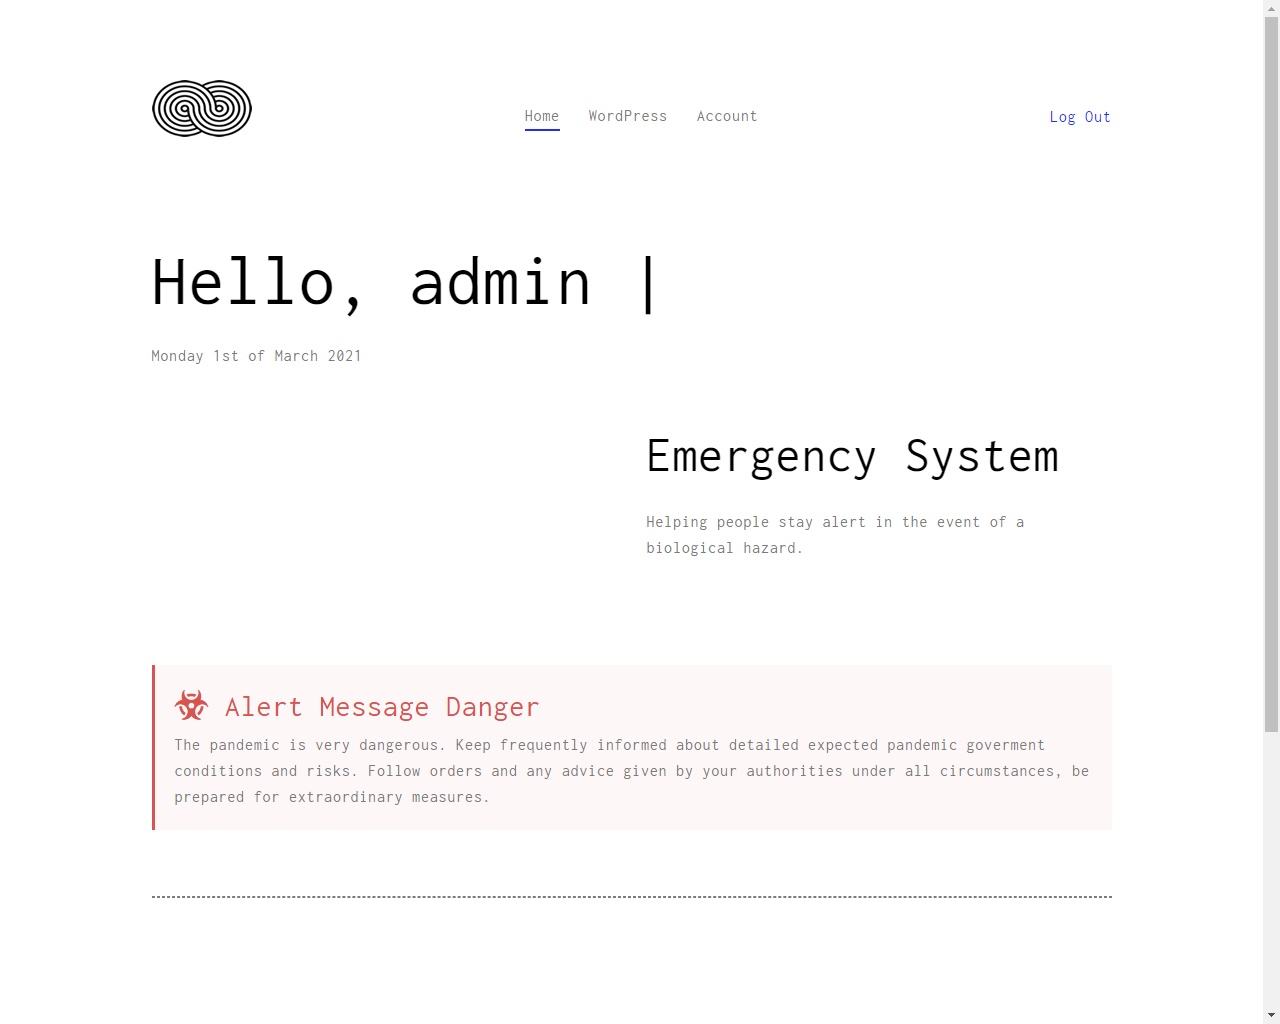 Home WordPress Account Log Out
Hello, admin |
Monday 1st of March 2021
Emergency System
Helping people stay alert in the event of a
biological hazard.
Alert Message Danger
The pandemic is very dangerous. Keep frequently informed about detailed expected pandemic goverment
conditions and risks. Follow orders and any advice given by your authorities under all circumstances, be
prepared for extraordinary measures.